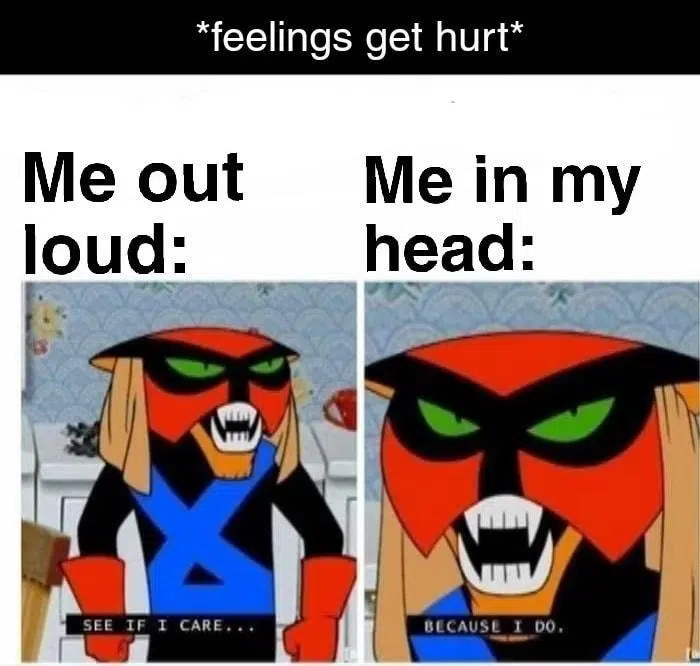 *feelings get hurt*
Me out
loud:
Me in my
head:
SEE IF I CARE...
BECAUSE I DO.